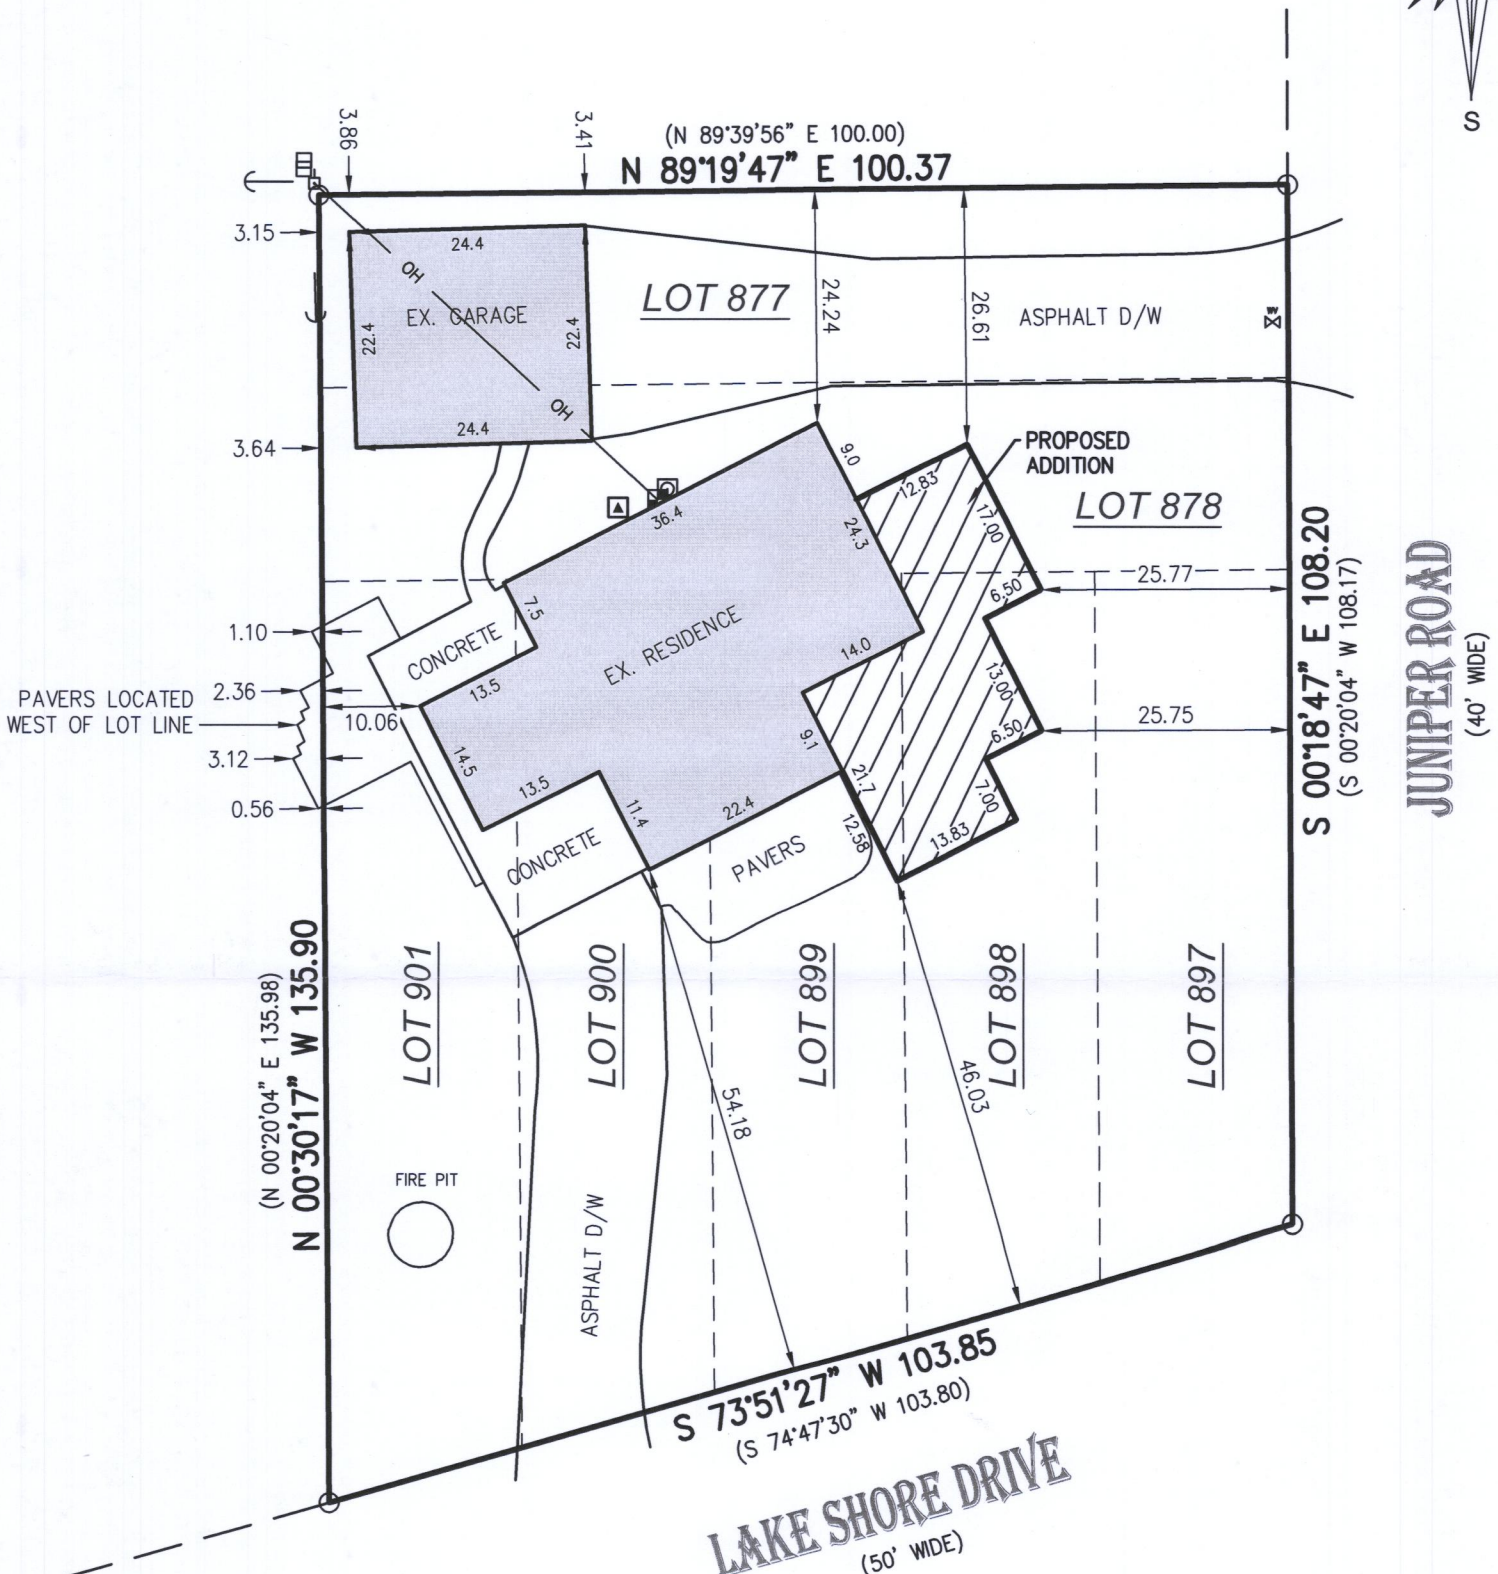 S
(N 89°39'56" E 100.00)
N 89°19'47" E 100.37
3.86
3.41
3.15
24.4
OH
EX. GARAGE
22.4
22.4
OH
24.4
3.64
LOT 877
24.24
26.61
ASPHALT D/W
PROPOSED
ADDITION
LOT 878
9.0
12.83
17.00
24.3
36.4
6.50
25.77
7.5
EX. RESIDENCE
14.0
CONCRETE
1.10
13.5
2.36
PAVERS LOCATED
WEST OF LOT LINE
10.06
3.12
0.56
14.5
13.5
11.4
22.4
9.1
21.7
12.58
13.00
6.50
25.75
7.00
13.83
CONCRETE
PAVERS
S 00°18'47" E 108.20
(S 00°20'04" W 108.17)
JUNIPER ROAD
(40' WIDE)
LOT 901
LOT 900
LOT 899
LOT 898
LOT 897
(N 00°20'04" E 135.98)
N 00°30'17" W 135.90
54.18
46.03
FIRE PIT
ASPHALT D/W
S 73°51'27" W 103.85
(S 74°47'30" W 103.80)
LAKE SHORE DRIVE
(50' WIDE)